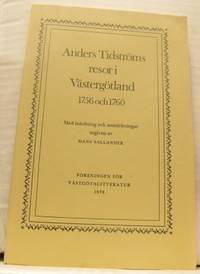 Anders Tidströms
resor i
Västergötland
1756 och 1760
Med inledning och anmärkningar
utgivna av
HANS SALLANDER
FÖRENINGEN FÖR
VÄSTGÖTALITTERATUR
1978